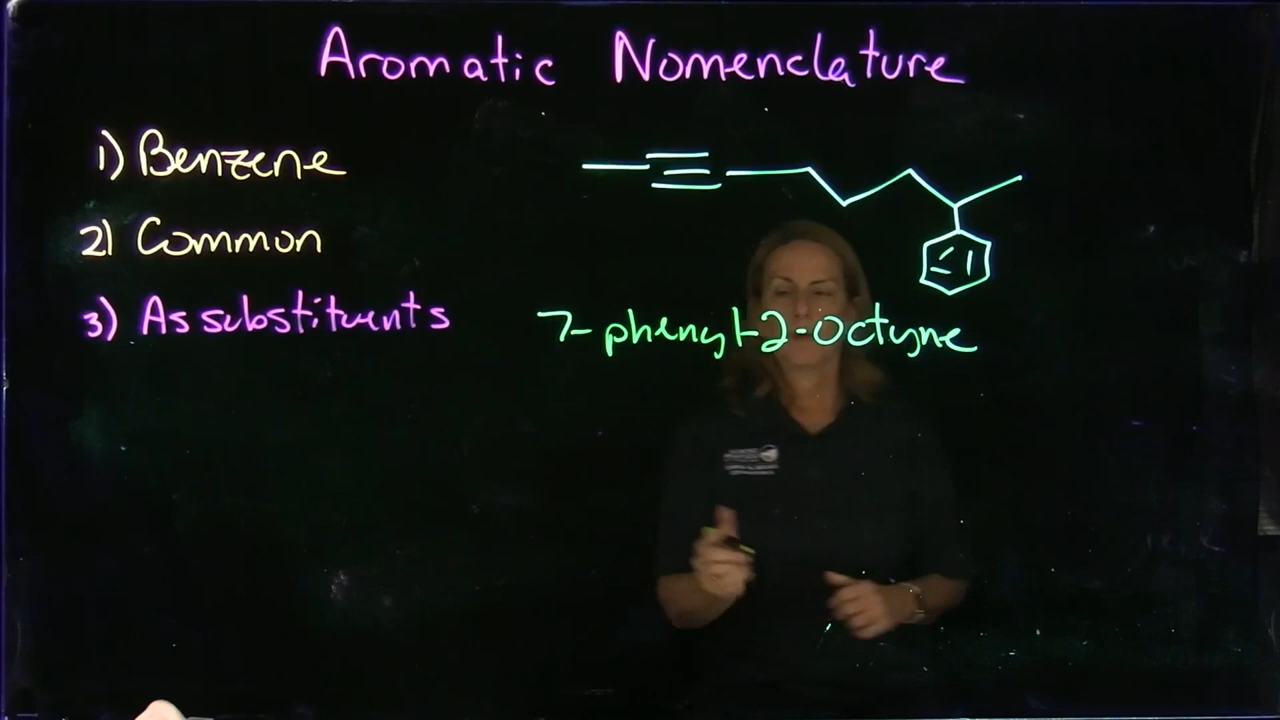 Aromatic Nomenclature
1) Benzene
2) Common
3) As substituents
7-phenyl-2-Octyne